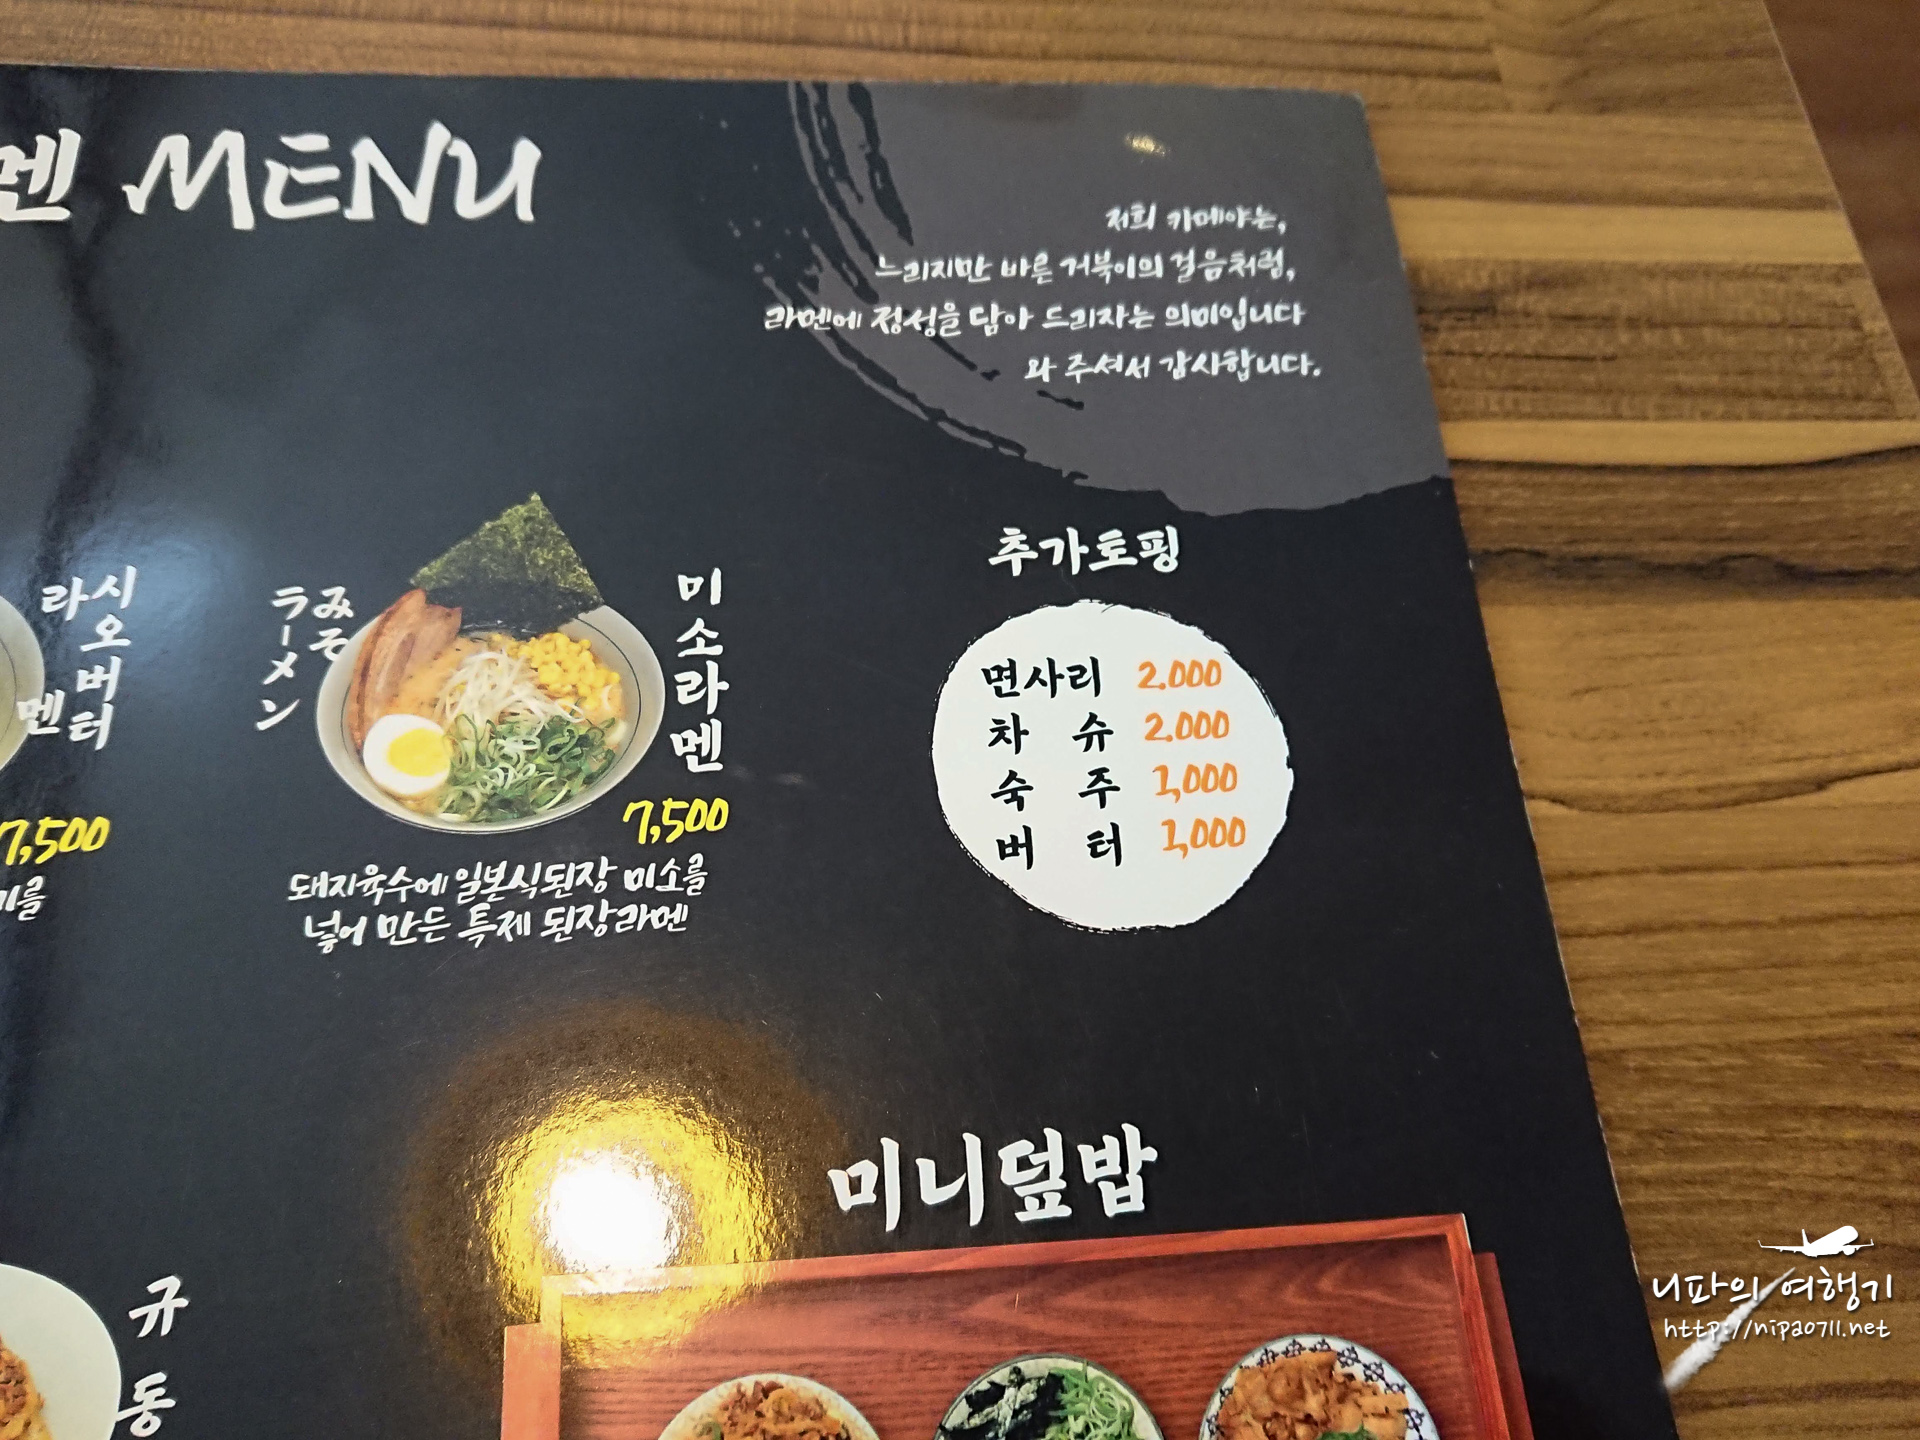 멘 MENU
저희 카메야는,
느리지만 바른 거북이의 걸음처럼,
라멘에 정성을 담아 드리자는 의미입니다
와 주셔서 감사합니다.
시오버터
라멘
7,500
를
みそ
ラーメン
미소라멘
7,500
돼지육수에 일본식된장 미소를
넣어 만든 특제 된장라멘
추가토핑
면사리 2.000
차 슈 2.000
숙 주 1,000
버 터 1,000
규동
미니덮밥
니파의 여행기
http://nipa0711.net